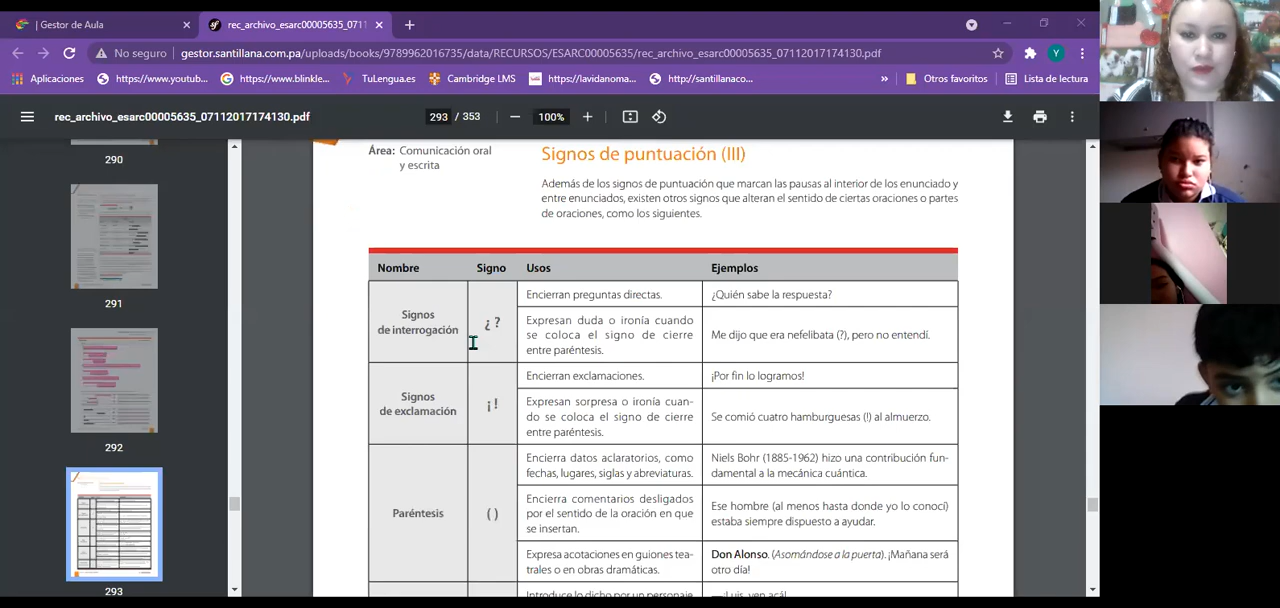 Gestor de Aula
rec_archivo_esarc00005635_0711
No seguro
gestor.santillana.com.pa/uploads/books/9789962016735/data/RECURSOS/ESARC00005635/rec_archivo_esarc00005635_07112017174130.pdf
Y
Aplicaciones
https://www.youtub...
https://www.blinkle...
TuLengua.es
Cambridge LMS
https://lavidanoma...
http://santillanaco...
»
Otros favoritos
Lista de lectura
rec_archivo_esarc00005635_07112017174130.pdf
293 / 353
100%
290
291
292
293
Área: Comunicación oral
y escrita
Signos de puntuación (III)
Además de los signos de puntuación que marcan las pausas al interior de los enunciado y
entre enunciados, existen otros signos que alteran el sentido de ciertas oraciones o partes
de oraciones, como los siguientes.
Nombre Signo Usos Ejemplos
Signos
de interrogación
¿ ?
Encierran preguntas directas.
¿Quién sabe la respuesta?
Expresan duda o ironía cuando
se coloca el signo de cierre
entre paréntesis.
Me dijo que era nefelibata (?), pero no entendí.
Signos
de exclamación
¡ !
Encierran exclamaciones.
¡Por fin lo logramos!
Expresan sorpresa o ironía cuan-
do se coloca el signo de cierre
entre paréntesis.
Se comió cuatro hamburguesas (!) al almuerzo.
Paréntesis
( )
Encierra datos aclaratorios, como
fechas, lugares, siglas y abreviaturas.
Niels Bohr (1885-1962) hizo una contribución fun-
damental a la mecánica cuántica.
Encierra comentarios desligados
por el sentido de la oración en que
se insertan.
Ese hombre (al menos hasta donde yo lo conocí)
estaba siempre dispuesto a ayudar.
Expresa acotaciones en guiones tea-
trales o en obras dramáticas.
Don Alonso. (Asomándose a la puerta). ¡Mañana será
otro día!
Introduce lo dicho por un personaje
—¡Luis, ven acá!